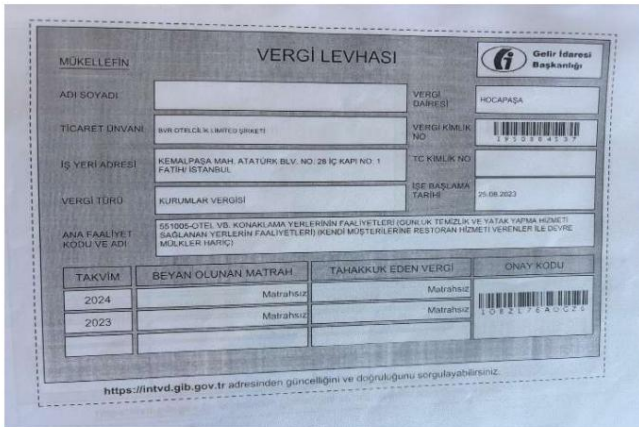 MÜKELLEFİN
VERGİ LEVHASI
Gelir İdaresi
Başkanlığı
ADI SOYADI
VERGİ
DAİRESİ
HOCAPAŞA
TİCARET ÜNVANI
BVB OTELCİLİK LİMİTED ŞİRKETİ
VERGİ KİMLİK
NO
İŞ YERİ ADRESİ
KEMALPAŞA MAH. ATATÜRK BLV. NO: 28 İÇ KAPI NO: 1
FATİH/ İSTANBUL
TC KİMLİK NO
VERGİ TÜRÜ
KURUMLAR VERGİSİ
İŞE BAŞLAMA
TARİHİ
25.08.2023
ANA FAALİYET
KODU VE ADI
551005-OTEL VB. KONAKLAMA YERLERİNİN FAALİYETLERİ (GÜNLÜK TEMİZLİK VE YATAK YAPMA HİZMETİ
SAĞLANAN YERLERİN FAALİYETLERİ) (KENDİ MÜŞTERİLERİNE RESTORAN HİZMETİ VERENLER İLE DEVRE
MÜLKLER HARİÇ)
TAKVİM
BEYAN OLUNAN MATRAH
TAHAKKUK EDEN VERGİ
ONAY KODU
2024
Matrahsız
Matrahsız
2023
Matrahsız
Matrahsız
https://intvd.gib.gov.tr adresinden güncelliğini ve doğruluğunu sorgulayabilirsiniz.